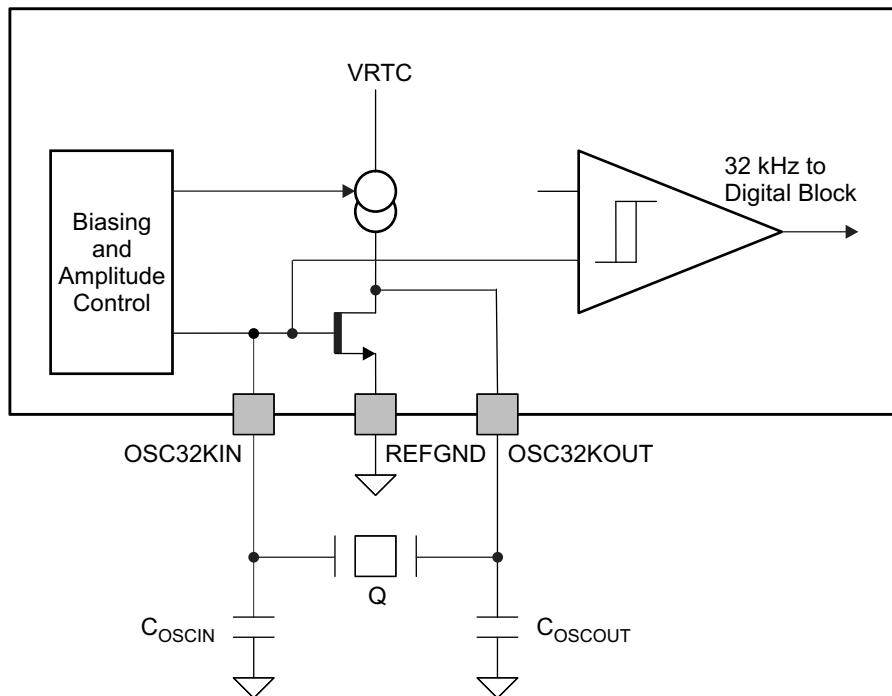 VRTC
32 kHz to
Digital Block
Biasing
and
Amplitude
Control
OSC32KIN
REFGND
OSC32KOUT
Q
COSCIN
COSCOUT